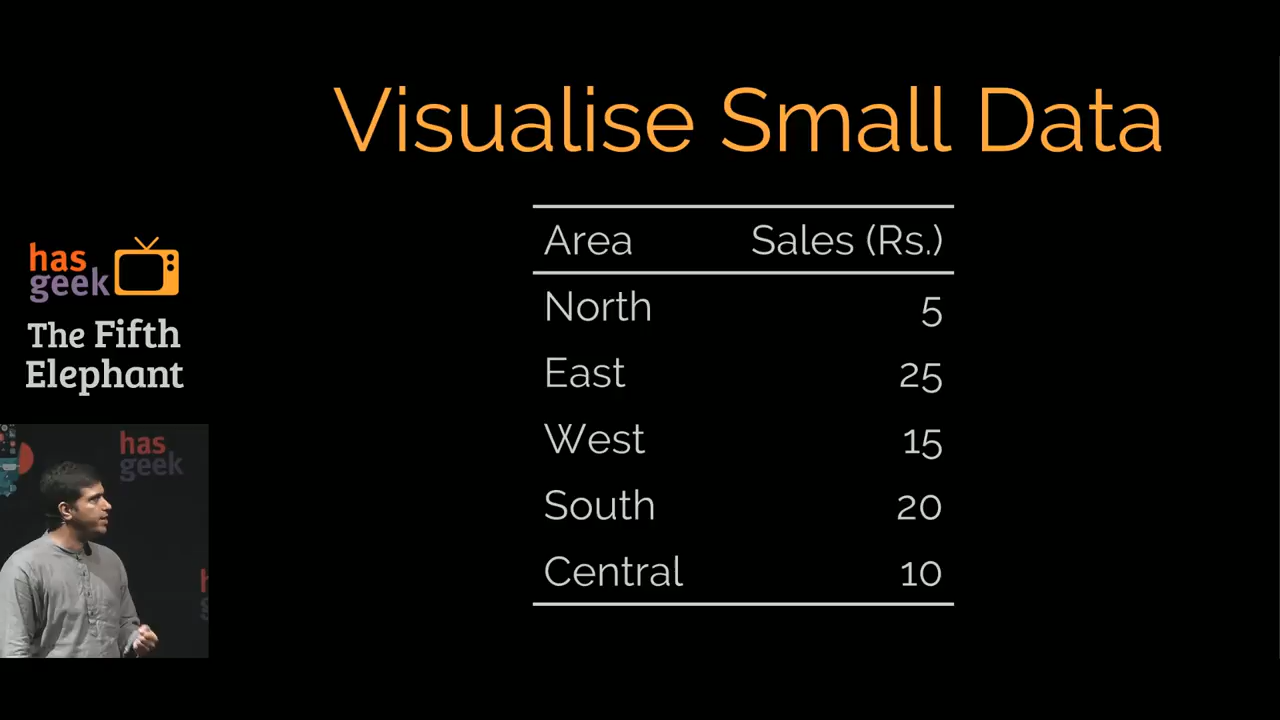 Visualise Small Data
Area Sales (Rs.)
North 5
East 25
West 15
South 20
Central 10
has
geek
The Fifth
Elephant
has
geek
h